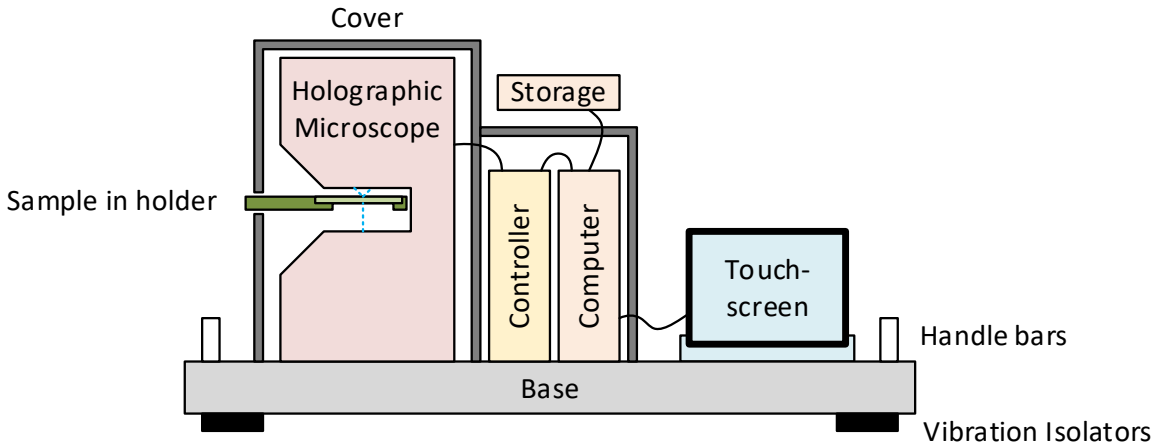 Cover
Holographic
Microscope
Storage
Sample in holder
Controller
Computer
Touch-
screen
Handle bars
Base
Vibration Isolators